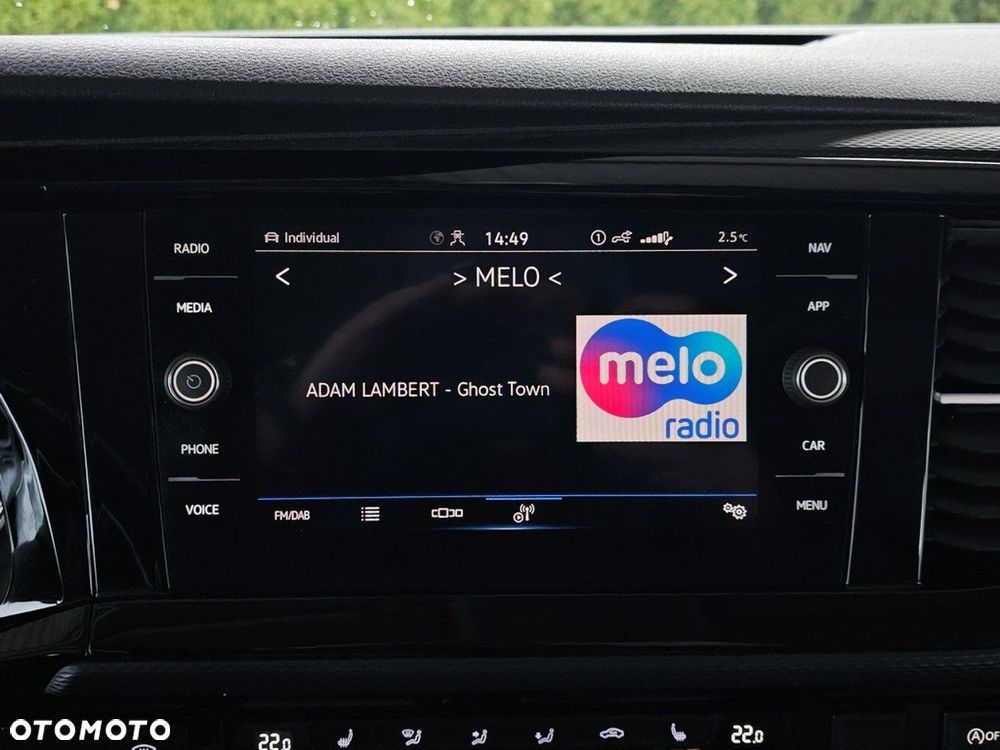 RADIO
MEDIA
PHONE
VOICE
Individual
14:49
1
2.5°C
< > MELO < >
ADAM LAMBERT - Ghost Town
melo
radio
FM/DAB
NAV
APP
CAR
MENU
22.0
22.0
OTOMOTO